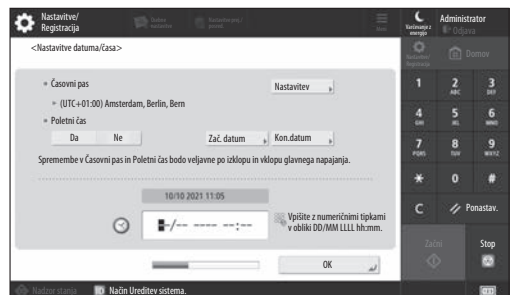 Nastavitve/
Registracija
<Nastavitve datuma/časa>
Časovni pas
Nastavitev
(UTC+01:00) Amsterdam, Berlin, Bern
Poletni čas
Da
Ne
Zač. datum
Kon.datum
Spremembe v Časovni pas in Poletni čas bodo veljavne po izklopu in vklopu glavnega napajanja.
10/10 2021 11:05
-/-- ---- --:--
Vpišite z numeričnimi tipkami
v obliki DD/MM LLLL hh:mm.
OK
Nadzor stanja
Način Ureditev sistema.
Varčevanje z
energijo
Administrator
Odjava
Nastavitve/
Registracija
Domov
1
2 ABC
3 DEF
4 GHI
5 JKL
6 MNO
7 PQRS
8 TUV
9 WXYZ
* 0 #
C
Ponastav.
Začni
Stop